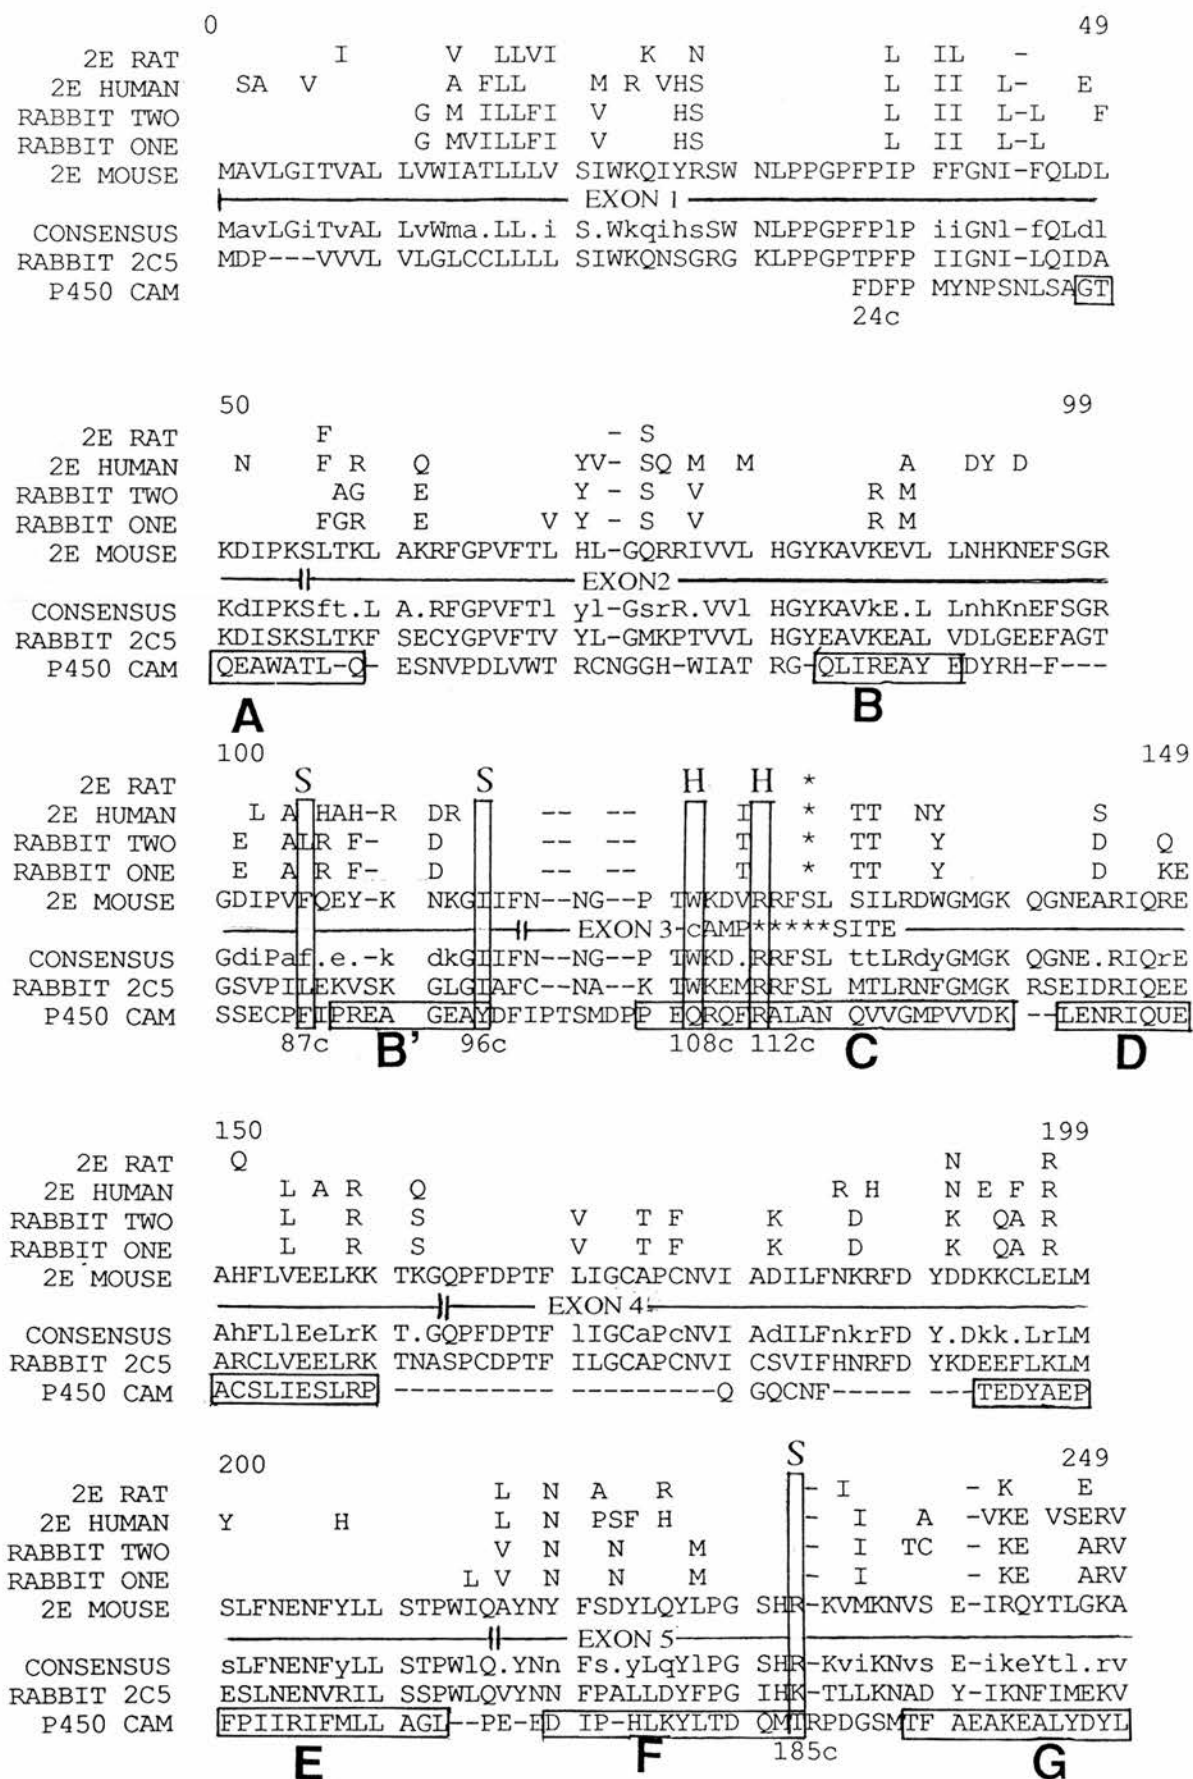 0 49
2E RAT I V LLVI K N L IL -
2E HUMAN SA V A FLL M R VHS L II L- E
RABBIT TWO G M ILLFI V HS L II L-L F
RABBIT ONE G MVILLFI V HS L II L-L
2E MOUSE MAVLGITVAL LVWIATLLLV SIWKQIYRSW NLPPGPFPIP FFGNI-FQLDL
EXON 1
CONSENSUS MavLGiTvAL LvWma.LL.i S.WkqihsSW NLPPGPFPlP iiGNl-fQLdl
RABBIT 2C5 MDP---VVVL VLGLCCLLLL SIWKQNSGRG KLPPGPTPFP IIGNI-LQIDA
P450 CAM FDFP MYNPSNLSAGT
24c
50 99
2E RAT F - S
2E HUMAN N F R Q YV- SQ M M A DY D
RABBIT TWO AG E Y - S V R M
RABBIT ONE FGR E V Y - S V R M
2E MOUSE KDIPKSLTKL AKRFGPVFTL HL-GQRRIVVL HGYKAVKEVL LNHKNEFSGR
EXON2
CONSENSUS KdIPKSft.L A.RFGPVFTl yl-GsrR.VVl HGYKAVkE.L LnhKnEFSGR
RABBIT 2C5 KDISKSLTKF SECYGPVFTV YL-GMKPTVVL HGYEAVKEAL VDLGEEFAGT
P450 CAM QEAWATL-Q- ESNVPDLVWT RCNGGH-WIAT RG-QLIREAY EDYRH-F---
A B
100 149
2E RAT S S H H *
2E HUMAN L A HAH-R DR -- -- I * TT NY S
RABBIT TWO E ALR F- D -- -- T * TT Y D Q
RABBIT ONE E A R F- D -- -- T * TT Y D KE
2E MOUSE GDIPVFQEY-K NKGIIFN--NG--P TWKDVRRFSL SILRDWGMGK QGNEARIQRE
EXON 3 cAMP*****SITE
CONSENSUS GdiPaf.e.-k dkGIIFN--NG--P TWKD.RRFSL ttLRdyGMGK QGNE.RIQrE
RABBIT 2C5 GSVPILEKVSK GLGIAFC--NA--K TWKEMRRFSL MTLRNFGMGK RSEIDRIQEE
P450 CAM SSECPFIPREA GEAYDFIPTSMDPP EQRQFRALAN QVVGMPVVDK --LENRIQUE
87c B' 96c 108c 112c C D
150 199
2E RAT Q N R
2E HUMAN L A R Q R H N E F R
RABBIT TWO L R S V T F K D K QA R
RABBIT ONE L R S V T F K D K QA R
2E MOUSE AHFLVEELKK TKGQPFDPTF LIGCAPCNVI ADILFNKRFD YDDKKCLELM
EXON 4
CONSENSUS AhFLlEeLrK T.GQPFDPTF lIGCaPcNVI AdILFnkrFD Y.Dkk.LrLM
RABBIT 2C5 ARCLVEELRK TNASPCDPTF ILGCAPCNVI CSVIFHNRFD YKDEEFLKLM
P450 CAM ACSLIESLRP ---------- ---------Q GQCNF----- ---TEDYAEP
200 249
2E RAT L N A R S - I - K E
2E HUMAN Y H L N PSF H - I A -VKE VSERV
RABBIT TWO V N N M - I TC - KE ARV
RABBIT ONE L V N N M - I - KE ARV
2E MOUSE SLFNENFYLL STPWIQAYNY FSDYLQYLPG SHR-KVMKNVS E-IRQYTLGKA
EXON 5
CONSENSUS sLFNENFyLL STPWlQ.YNn Fs.yLqYlPG SHR-KviKNvS E-ikeYtl.rv
RABBIT 2C5 ESLNENVRIL SSPWLQVYNN FPALLDYFPG IHK-TLLKNAD Y-IKNFIMEKV
P450 CAM FPIIRIFMLL AGL--PE-ED IP-HLKYLTD QMIRPDGSMTF AEAKEALYDYL
E F 185c G